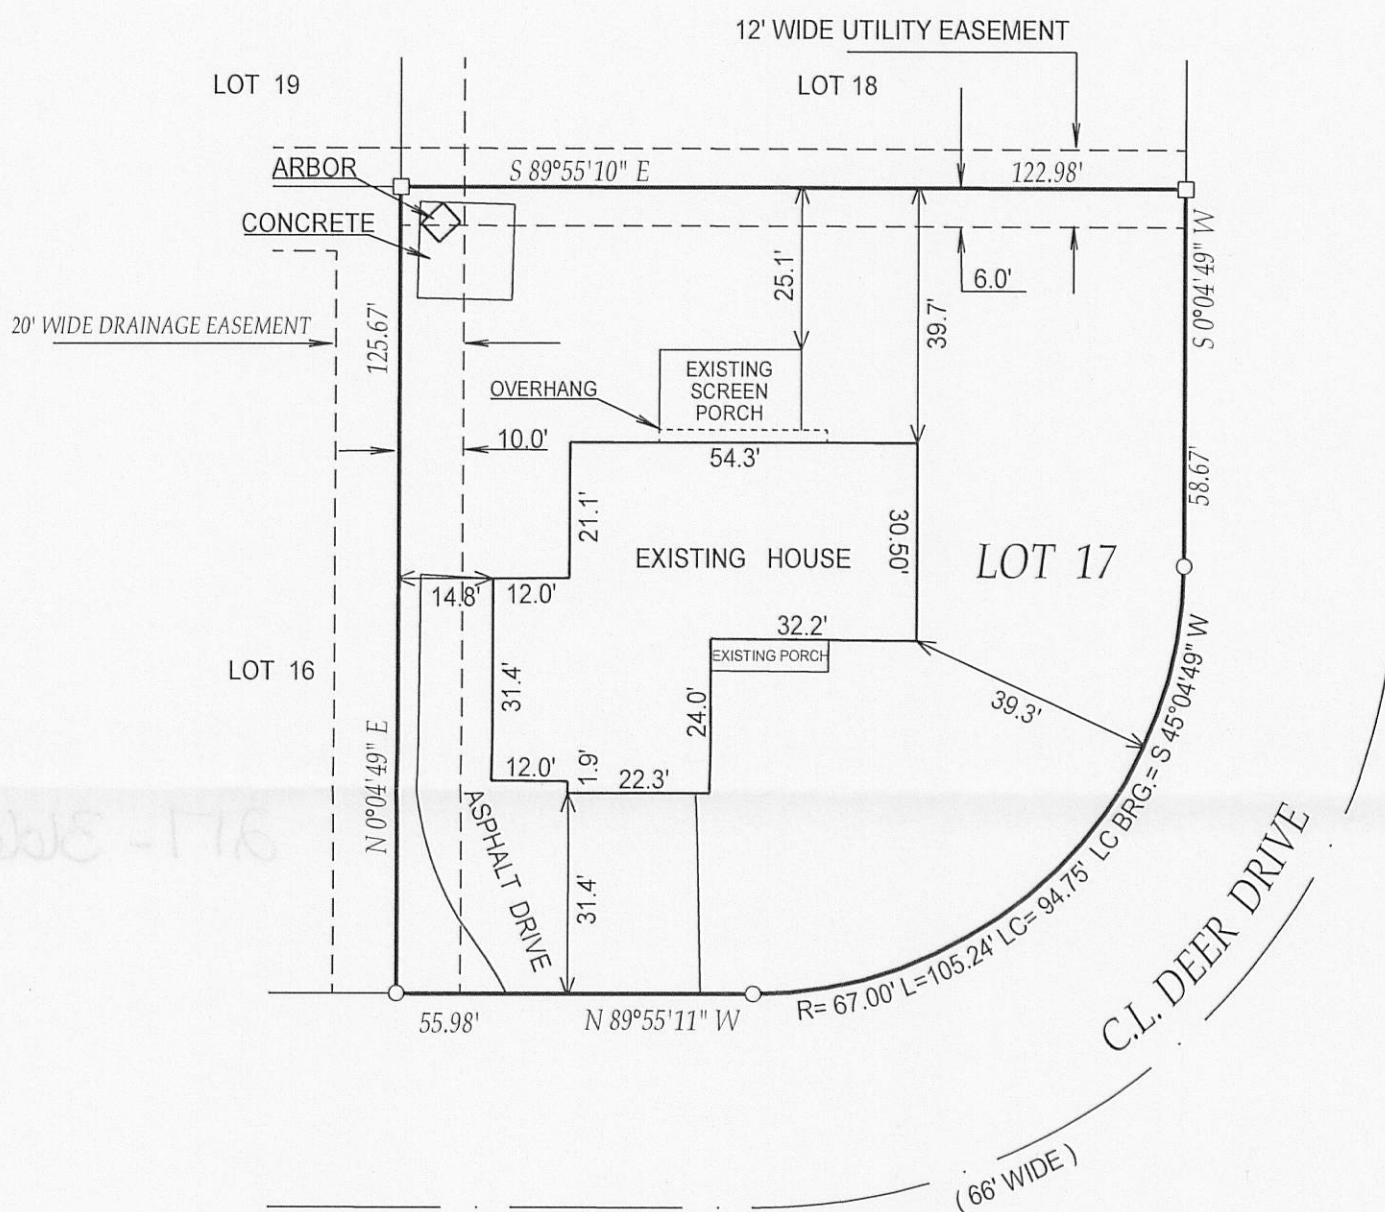 12' WIDE UTILITY EASEMENT
LOT 19
LOT 18
ARBOR
S 89°55'10" E
122.98'
CONCRETE
25.1'
39.7'
6.0'
S 0°04'49" W
20' WIDE DRAINAGE EASEMENT
125.67'
EXISTING
SCREEN
PORCH
OVERHANG
10.0'
54.3'
58.67'
21.1'
30.50'
EXISTING HOUSE
LOT 17
14.8'
12.0'
32.2'
EXISTING PORCH
LOT 16
31.4'
24.0'
39.3'
N 0°04'49" E
12.0'
1.9'
22.3'
ASPHALT DRIVE
31.4'
R= 67.00' L=105.24' LC= 94.75' LC BRG.= S 45°04'49" W
55.98'
N 89°55'11" W
C.L. DEER DRIVE
( 66' WIDE )